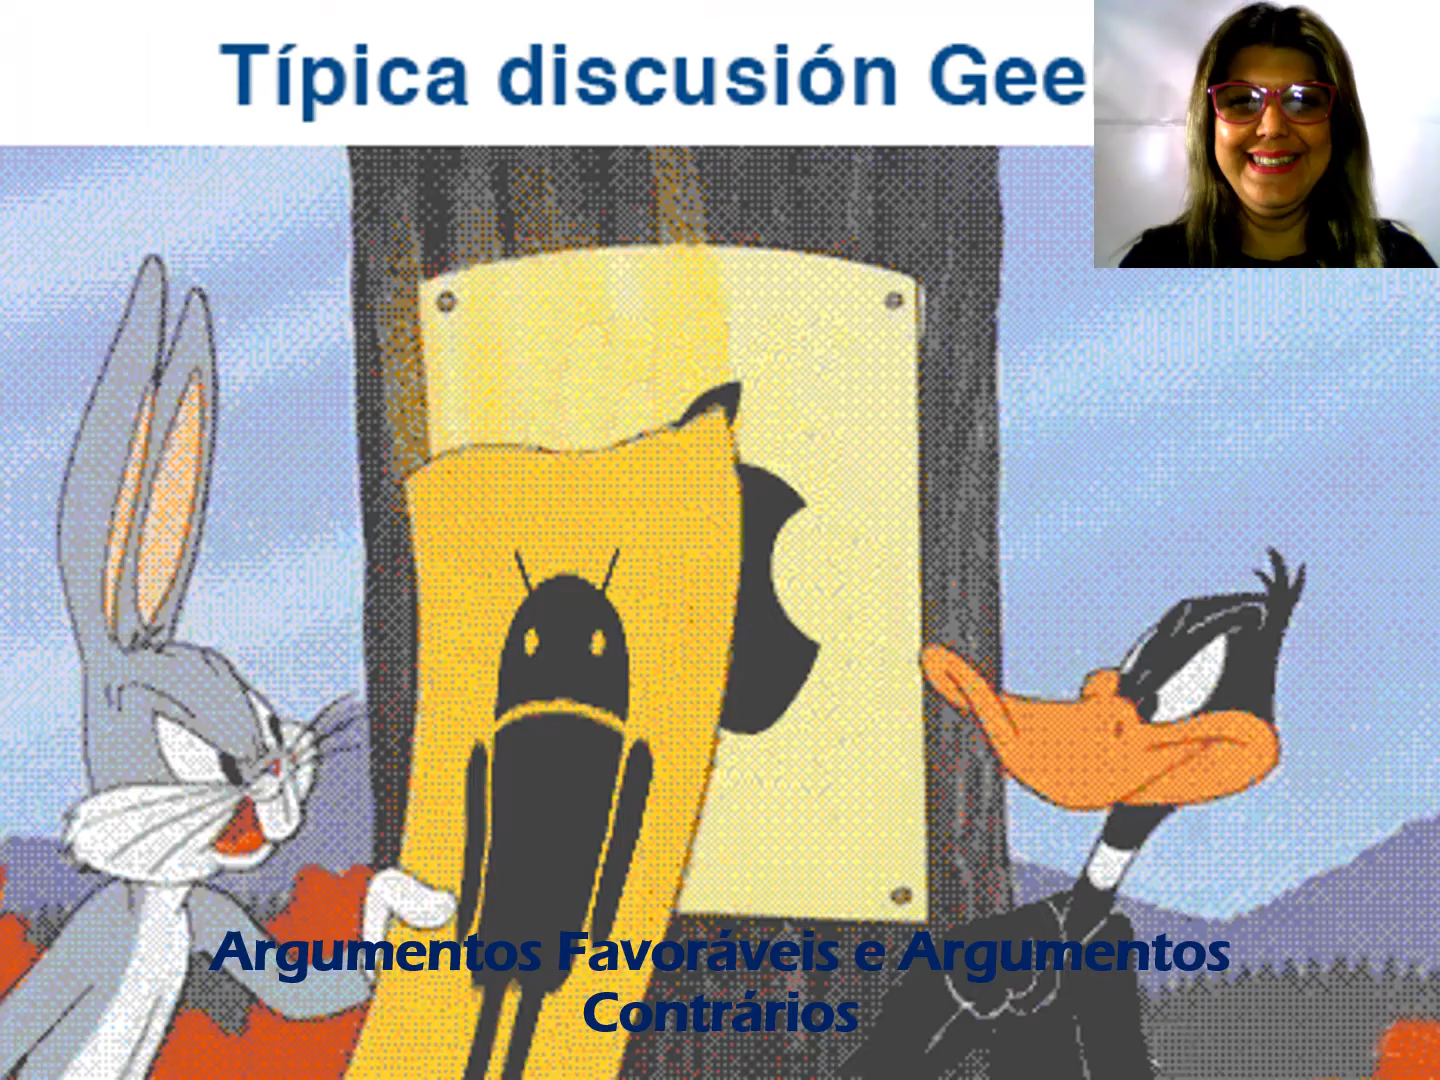 Típica discusión Gee
Argumentos Favoráveis e Argumentos
Contrários